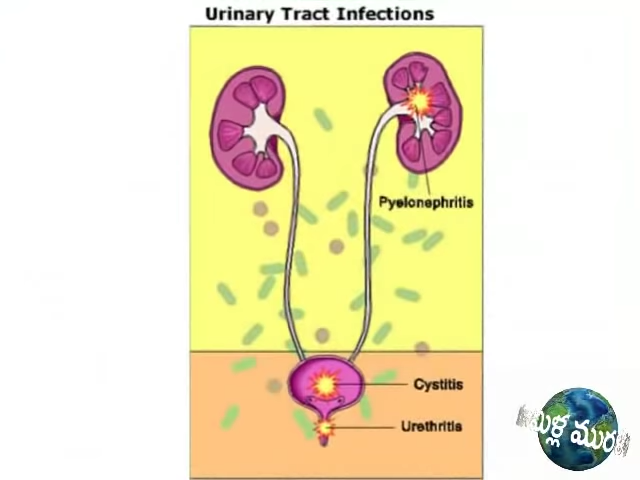 Urinary Tract Infections
Pyelonephritis
Cystitis
Urethritis